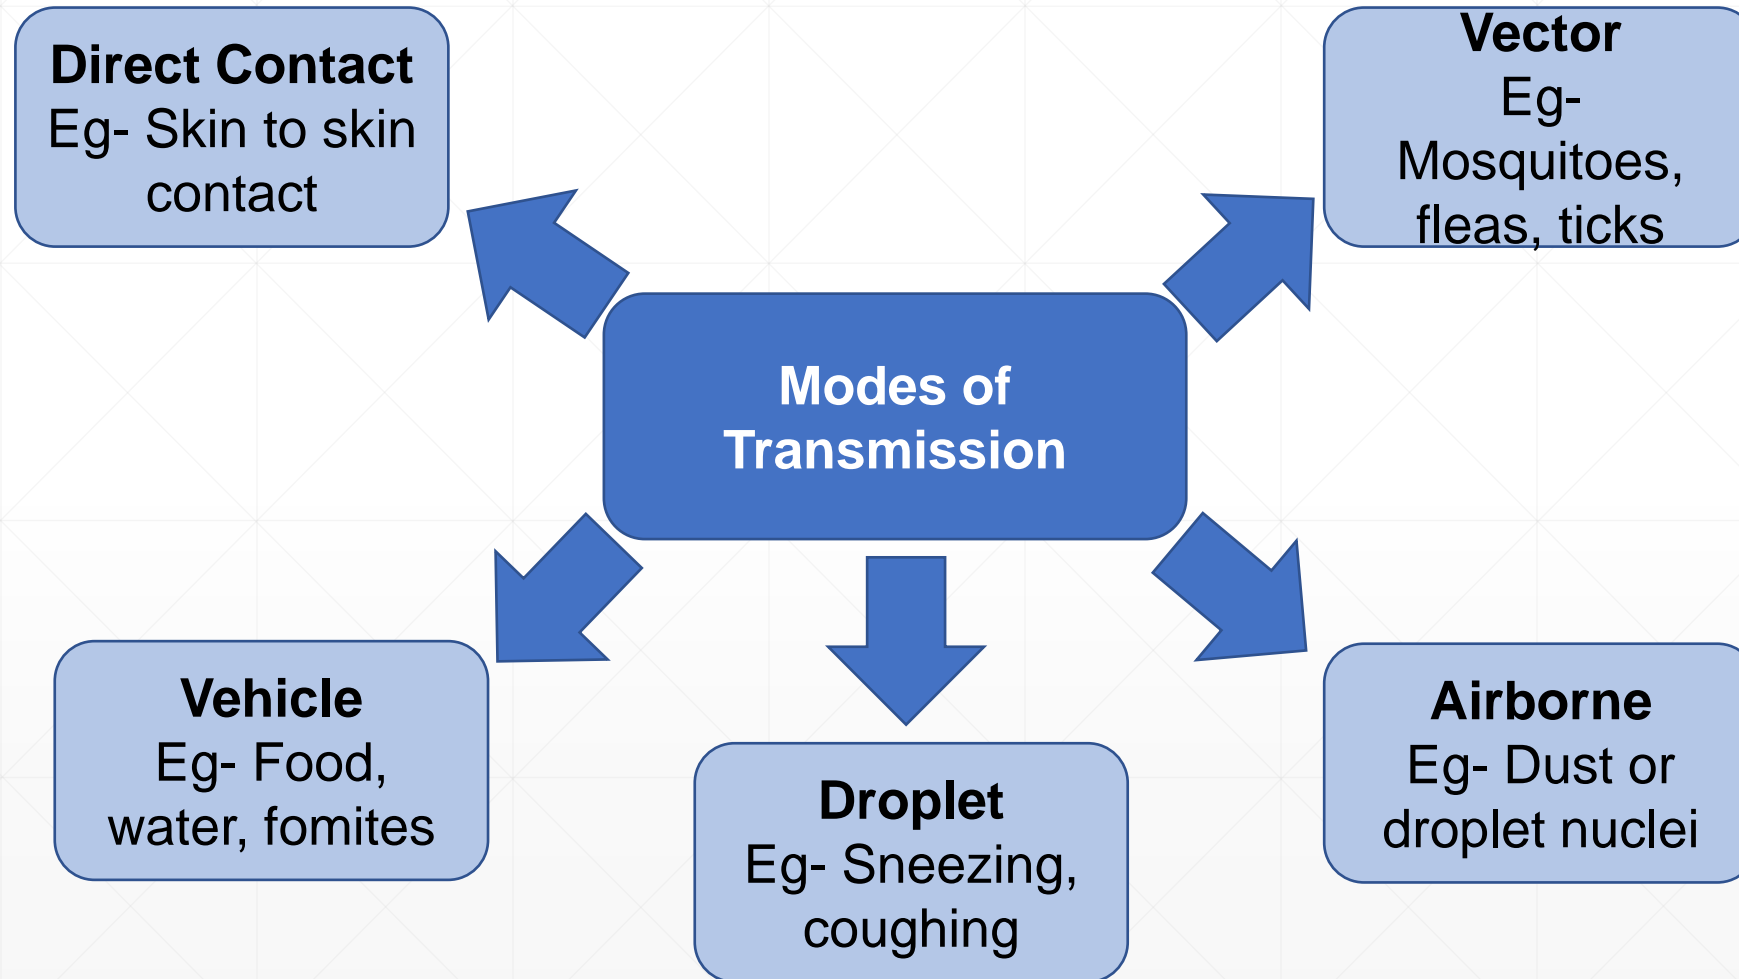 Direct Contact
Eg- Skin to skin
contact
Vector
Eg-
Mosquitoes,
fleas, ticks
Modes of
Transmission
Vehicle
Eg- Food,
water, fomites
Droplet
Eg- Sneezing,
coughing
Airborne
Eg- Dust or
droplet nuclei